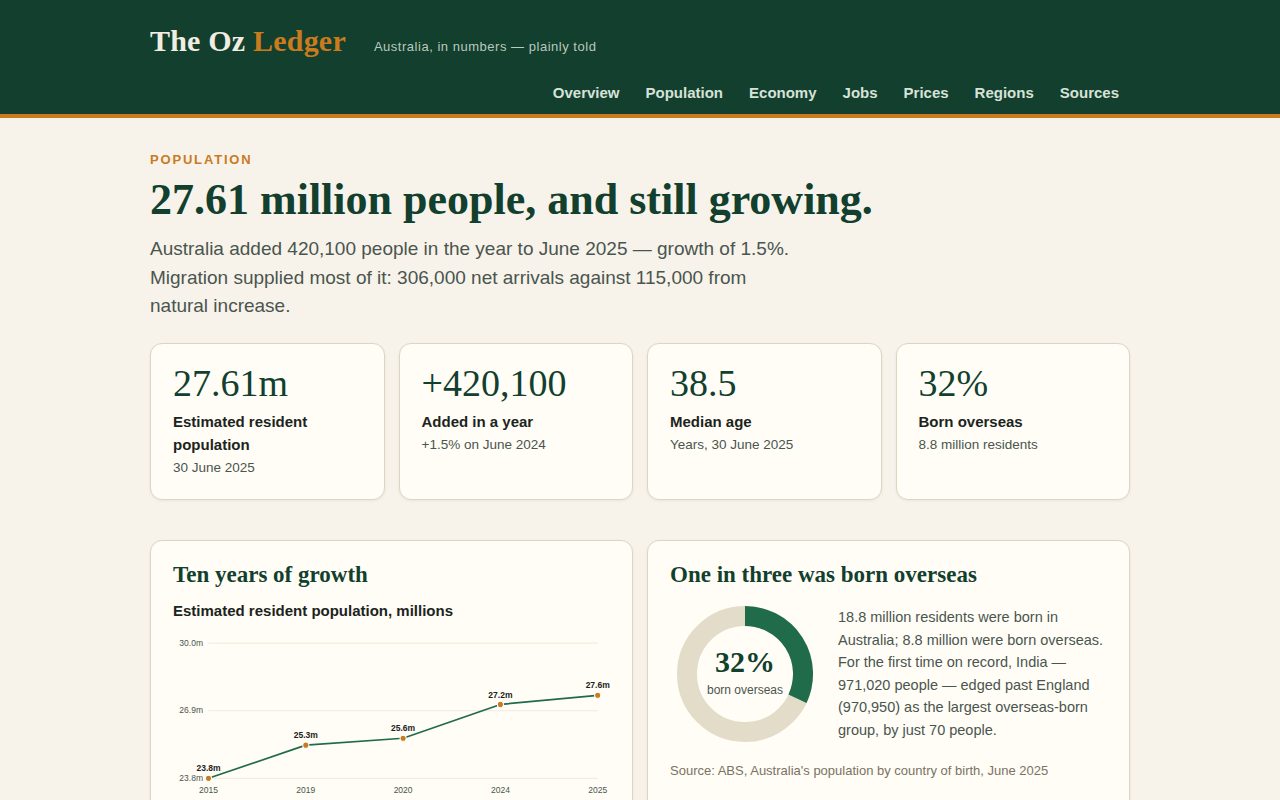 The Oz Ledger
Australia, in numbers — plainly told
Overview Population Economy Jobs Prices Regions Sources
POPULATION
27.61 million people, and still growing.
Australia added 420,100 people in the year to June 2025 — growth of 1.5%.
Migration supplied most of it: 306,000 net arrivals against 115,000 from
natural increase.
27.61m
Estimated resident
population
30 June 2025
+420,100
Added in a year
+1.5% on June 2024
38.5
Median age
Years, 30 June 2025
32%
Born overseas
8.8 million residents
Ten years of growth
Estimated resident population, millions
30.0m
26.9m
23.8m
23.8m
25.3m
25.6m
27.2m
27.6m
2015 2019 2020 2024 2025
One in three was born overseas
32%
born overseas
18.8 million residents were born in
Australia; 8.8 million were born overseas.
For the first time on record, India —
971,020 people — edged past England
(970,950) as the largest overseas-born
group, by just 70 people.
Source: ABS, Australia's population by country of birth, June 2025